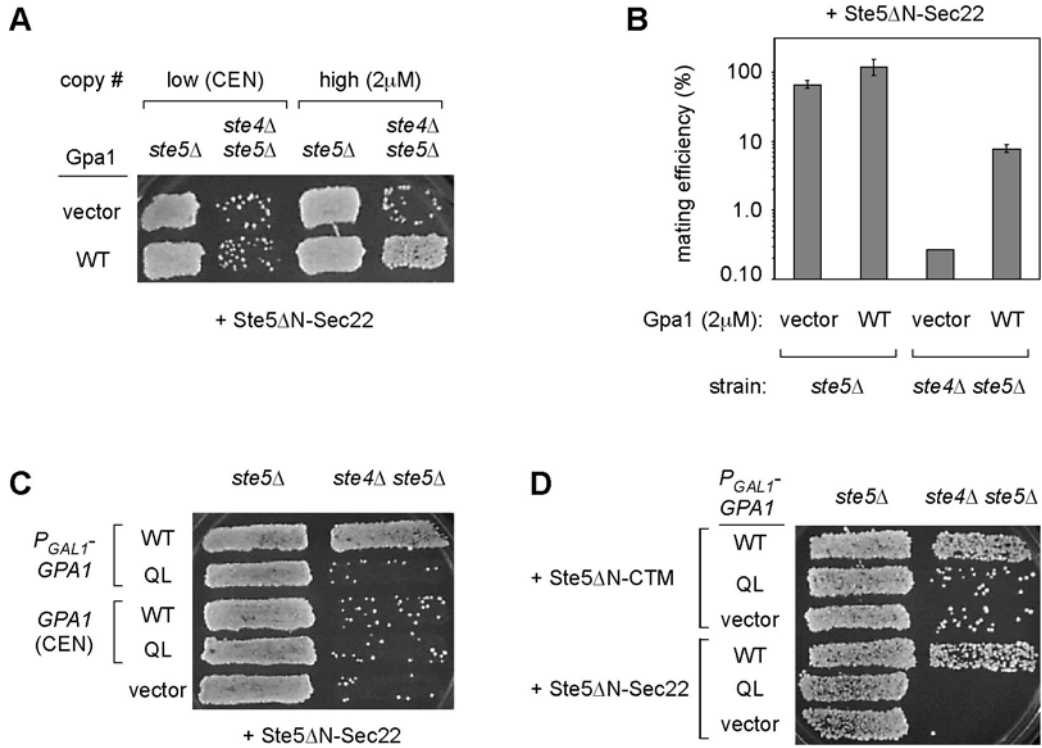 A
copy # low (CEN) high (2μM)
ste4Δ ste4Δ
Gpa1 ste5Δ ste5Δ ste5Δ ste5Δ
vector
WT
+ Ste5ΔN-Sec22
B
+ Ste5ΔN-Sec22
mating efficiency (%)
100
10
1.0
0.10
Gpa1 (2μM): vector WT vector WT
strain: ste5Δ ste4Δ ste5Δ
C
ste5Δ ste4Δ ste5Δ
PGAL1-
GPA1
WT
QL
GPA1
(CEN)
WT
QL
vector
+ Ste5ΔN-Sec22
D
PGAL1-
GPA1
ste5Δ ste4Δ ste5Δ
+ Ste5ΔN-CTM
WT
QL
vector
+ Ste5ΔN-Sec22
WT
QL
vector